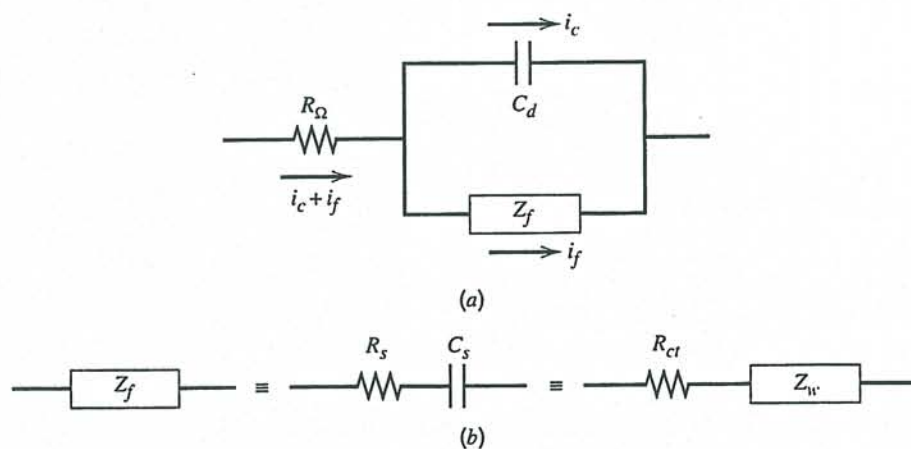 i_c
C_d
R_Ω
i_c + i_f
Z_f
i_f
(a)
Z_f ≡ R_s C_s ≡ R_ct Z_w
(b)